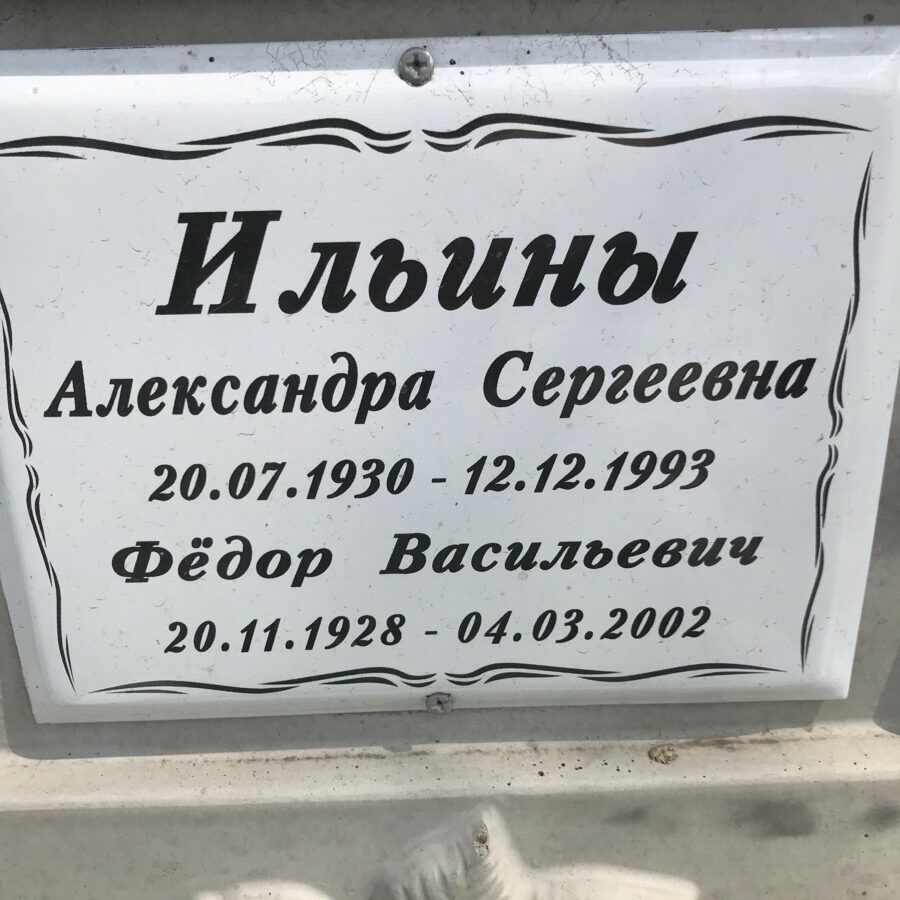 Ильины
Александра Сергеевна
20.07.1930 - 12.12.1993
Фёдор Васильевич
20.11.1928 - 04.03.2002